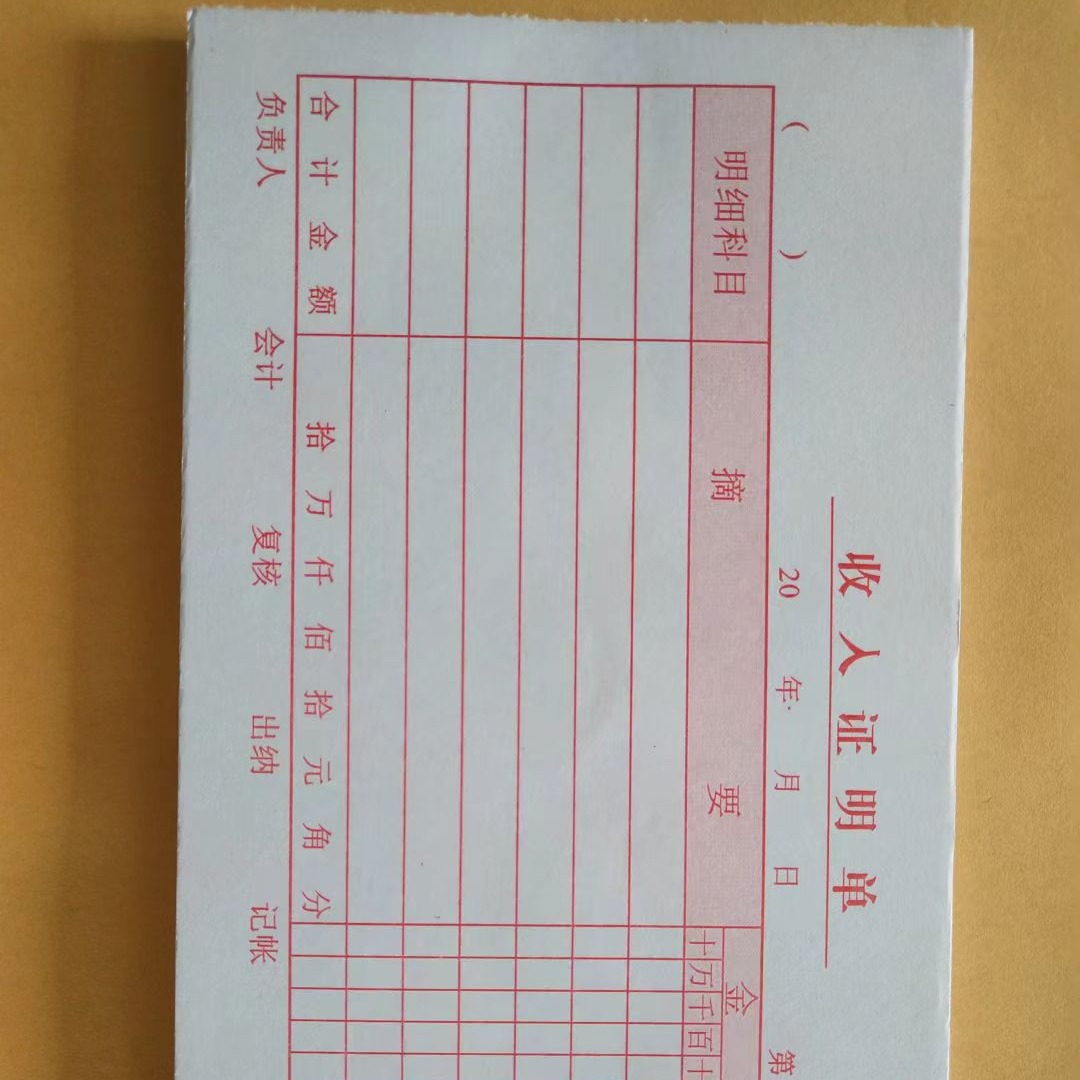 收入证明单
( ) 20 年 月 日 第
明细科目 摘 要 金
十 万 千 百 十
合计金额 拾 万 仟 佰 拾 元 角 分
负责人 会计 复核 出纳 记帐